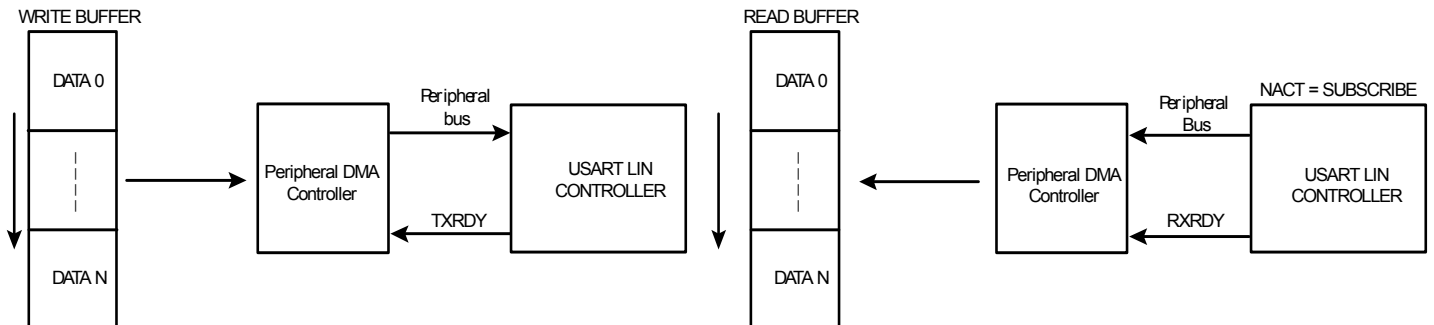 WRITE BUFFER
DATA 0
DATA N
Peripheral DMA
Controller
Peripheral
bus
TXRDY
USART LIN
CONTROLLER
READ BUFFER
DATA 0
DATA N
Peripheral DMA
Controller
Peripheral
Bus
RXRDY
NACT = SUBSCRIBE
USART LIN
CONTROLLER